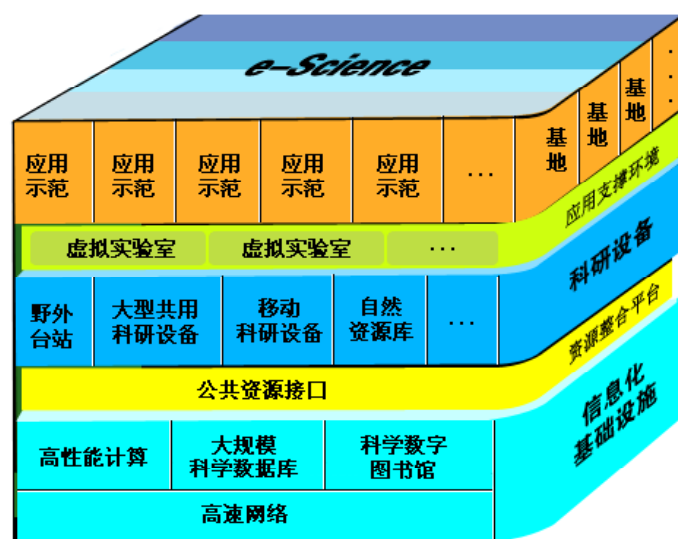 e-Science
应用
示范
应用
示范
应用
示范
应用
示范
应用
示范
...
基
地
基
地
基
地
...
虚拟实验室
虚拟实验室
...
应用支撑环境
野外
台站
大型共用
科研设备
移动
科研设备
自然
资源库
...
科研设备
公共资源接口
资源整合平台
高性能计算
大规模
科学数据库
科学数字
图书馆
高速网络
信息化
基础设施